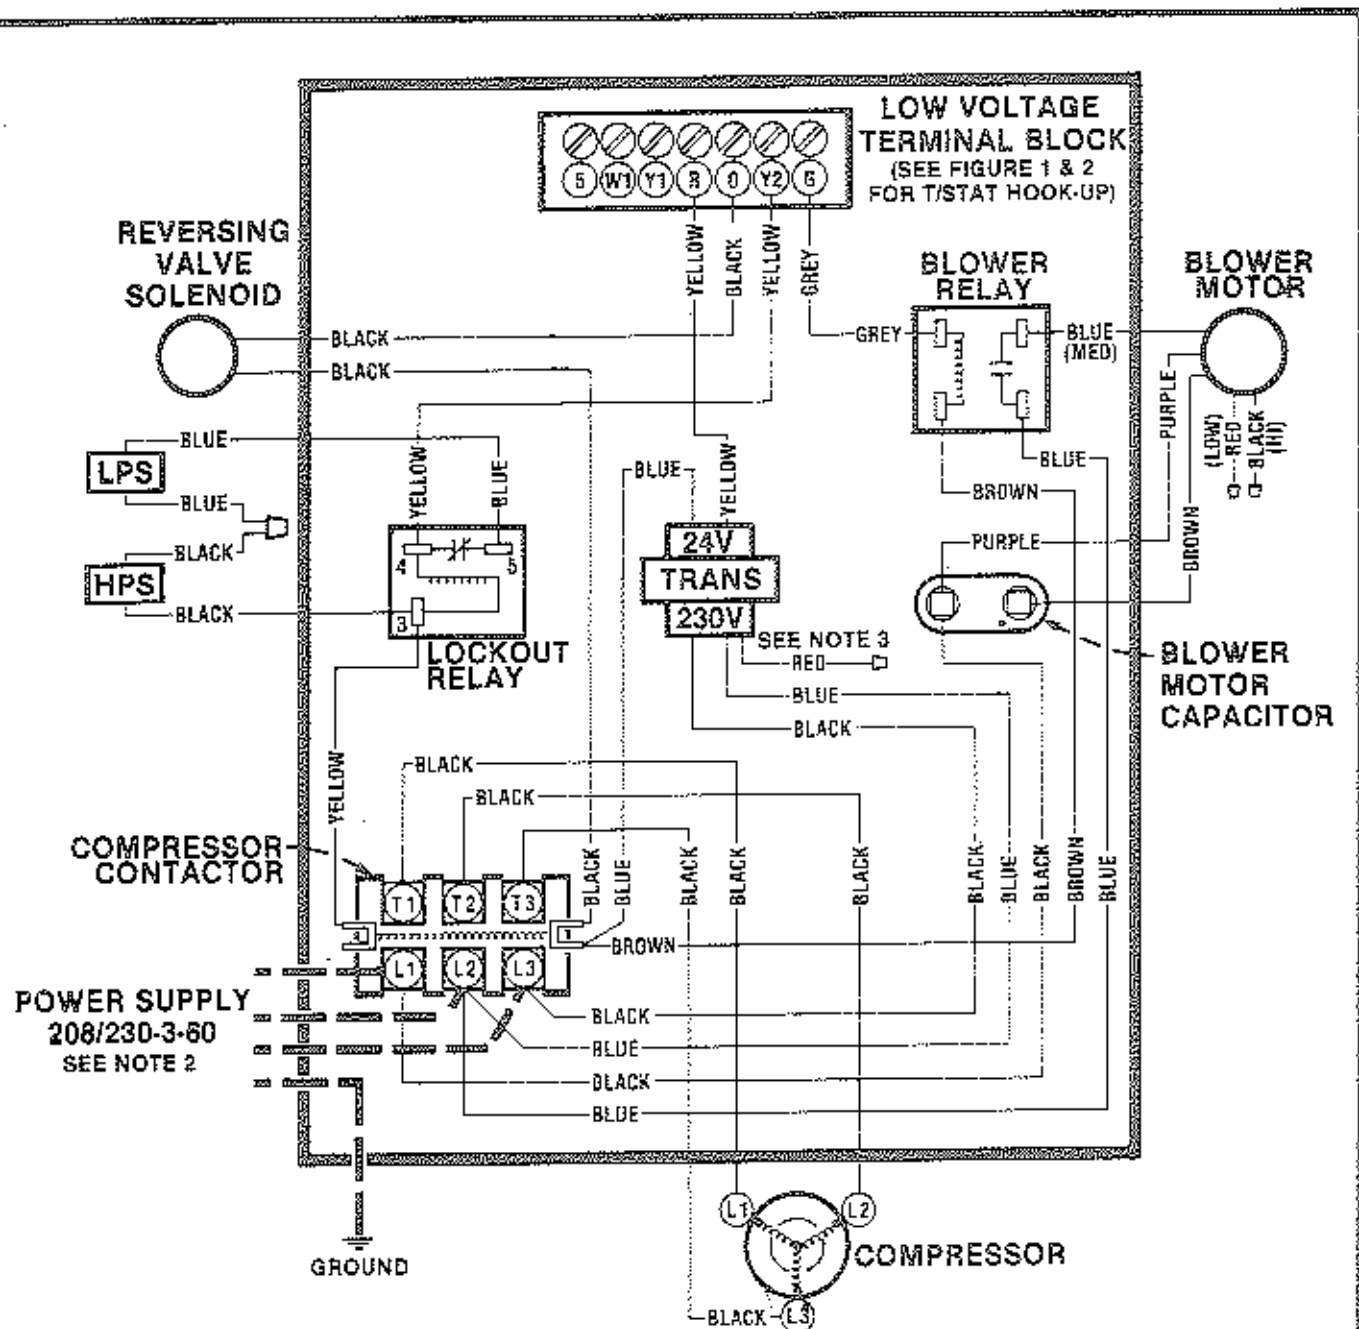 LOW VOLTAGE
TERMINAL BLOCK
(SEE FIGURE 1 & 2
FOR T/STAT HOOK-UP)
W1 Y1 Y2 G
REVERSING
VALVE
SOLENOID
YELLOW
BLACK
YELLOW
GREY
BLOWER
RELAY
BLOWER
MOTOR
BLACK
GREY
BLUE
(MED)
BLACK
PURPLE
(LOW)
RED
BLACK
(HI)
BLUE
LPS
BLUE
YELLOW
BLUE
BLUE
YELLOW
BLUE
BROWN
BLACK
HPS
BLACK
4
5
3
LOCKOUT
RELAY
24V
TRANS
230V
PURPLE
BROWN
SEE NOTE 3
RED
BLUE
BLACK
BLOWER
MOTOR
CAPACITOR
YELLOW
BLACK
BLACK
COMPRESSOR
CONTACTOR
T1 T2 T3
BLACK
BLUE
BLACK
BLACK
BLACK
BLACK
BLUE
BLACK
BROWN
BLUE
BROWN
L1 L2 L3
POWER SUPPLY
208/230-3-60
SEE NOTE 2
BLACK
BLUE
BLACK
BLUE
GROUND
L1
L2
COMPRESSOR
BLACK
L3